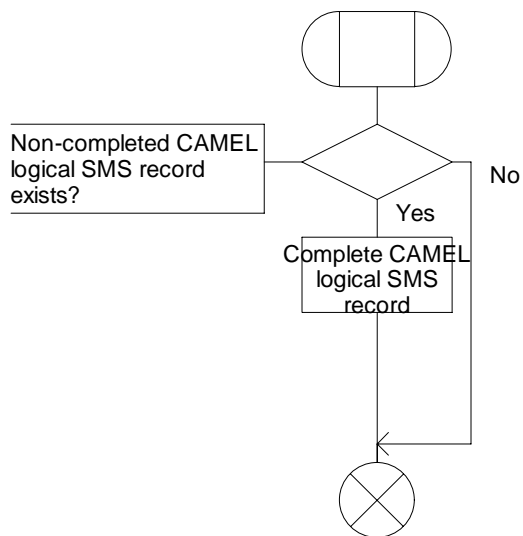 Non-completed CAMEL
logical SMS record
exists?
No
Yes
Complete CAMEL
logical SMS
record